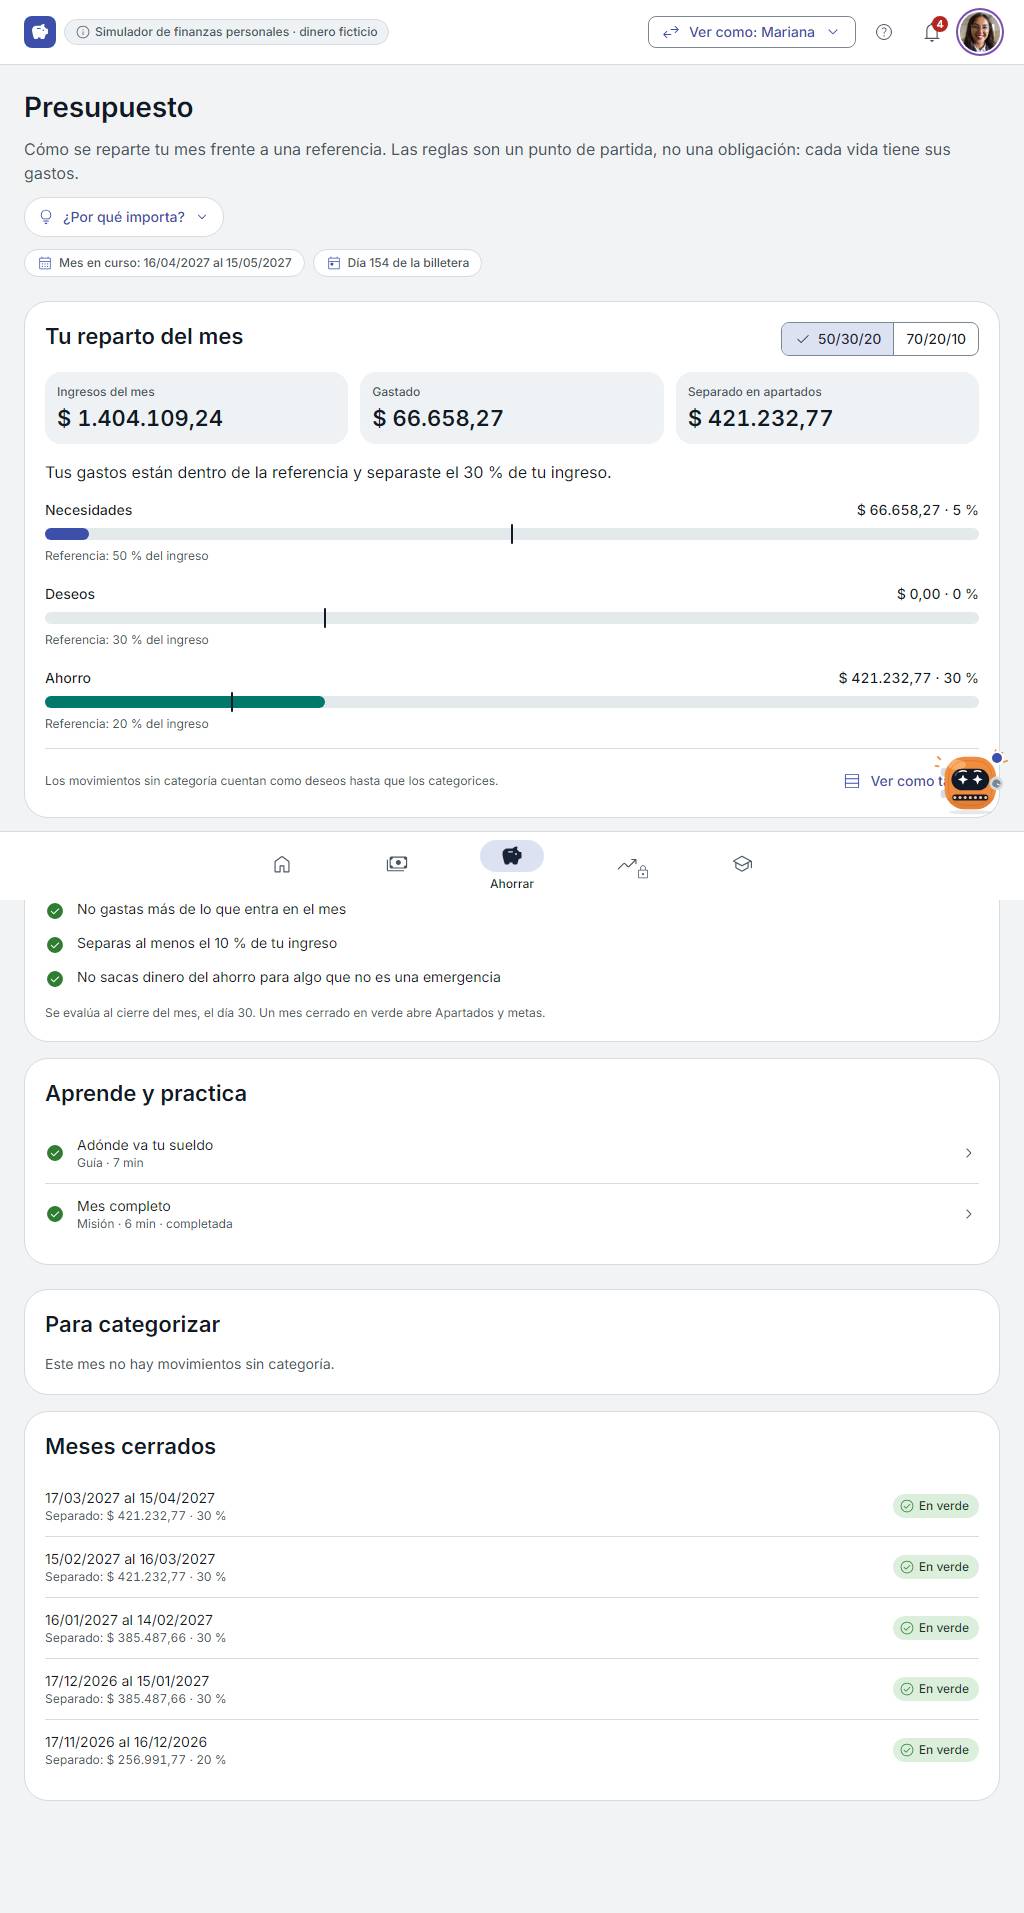 Simulador de finanzas personales · dinero ficticio
Ver como: Mariana
4
Presupuesto
Cómo se reparte tu mes frente a una referencia. Las reglas son un punto de partida, no una obligación: cada vida tiene sus
gastos.
¿Por qué importa?
Mes en curso: 16/04/2027 al 15/05/2027
Día 154 de la billetera
Tu reparto del mes
50/30/20
70/20/10
Ingresos del mes
$ 1.404.109,24
Gastado
$ 66.658,27
Separado en apartados
$ 421.232,77
Tus gastos están dentro de la referencia y separaste el 30 % de tu ingreso.
Necesidades
$ 66.658,27 · 5 %
Referencia: 50 % del ingreso
Deseos
$ 0,00 · 0 %
Referencia: 30 % del ingreso
Ahorro
$ 421.232,77 · 30 %
Referencia: 20 % del ingreso
Los movimientos sin categoría cuentan como deseos hasta que los categorices.
Ver como
Ahorrar
No gastas más de lo que entra en el mes
Separas al menos el 10 % de tu ingreso
No sacas dinero del ahorro para algo que no es una emergencia
Se evalúa al cierre del mes, el día 30. Un mes cerrado en verde abre Apartados y metas.
Aprende y practica
Adónde va tu sueldo
Guía · 7 min
Mes completo
Misión · 6 min · completada
Para categorizar
Este mes no hay movimientos sin categoría.
Meses cerrados
17/03/2027 al 15/04/2027
Separado: $ 421.232,77 · 30 %
En verde
15/02/2027 al 16/03/2027
Separado: $ 421.232,77 · 30 %
En verde
16/01/2027 al 14/02/2027
Separado: $ 385.487,66 · 30 %
En verde
17/12/2026 al 15/01/2027
Separado: $ 385.487,66 · 30 %
En verde
17/11/2026 al 16/12/2026
Separado: $ 256.991,77 · 20 %
En verde